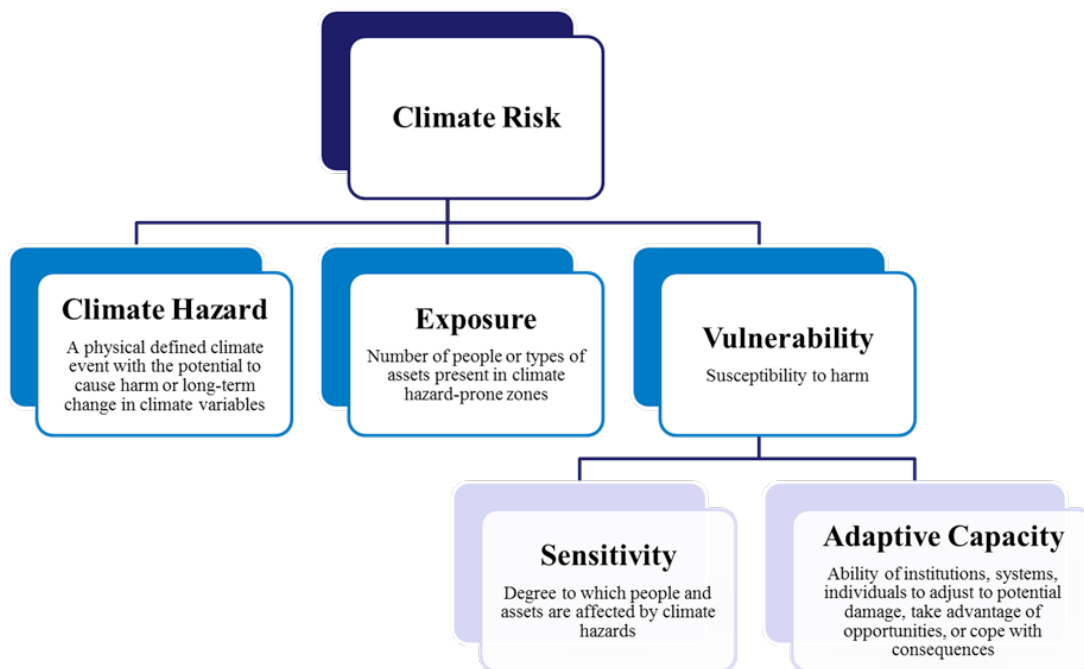 Climate Risk
Climate Hazard
A physical defined climate
event with the potential to
cause harm or long-term
change in climate variables
Exposure
Number of people or types of
assets present in climate
hazard-prone zones
Vulnerability
Susceptibility to harm
Sensitivity
Degree to which people and
assets are affected by climate
hazards
Adaptive Capacity
Ability of institutions, systems,
individuals to adjust to potential
damage, take advantage of
opportunities, or cope with
consequences